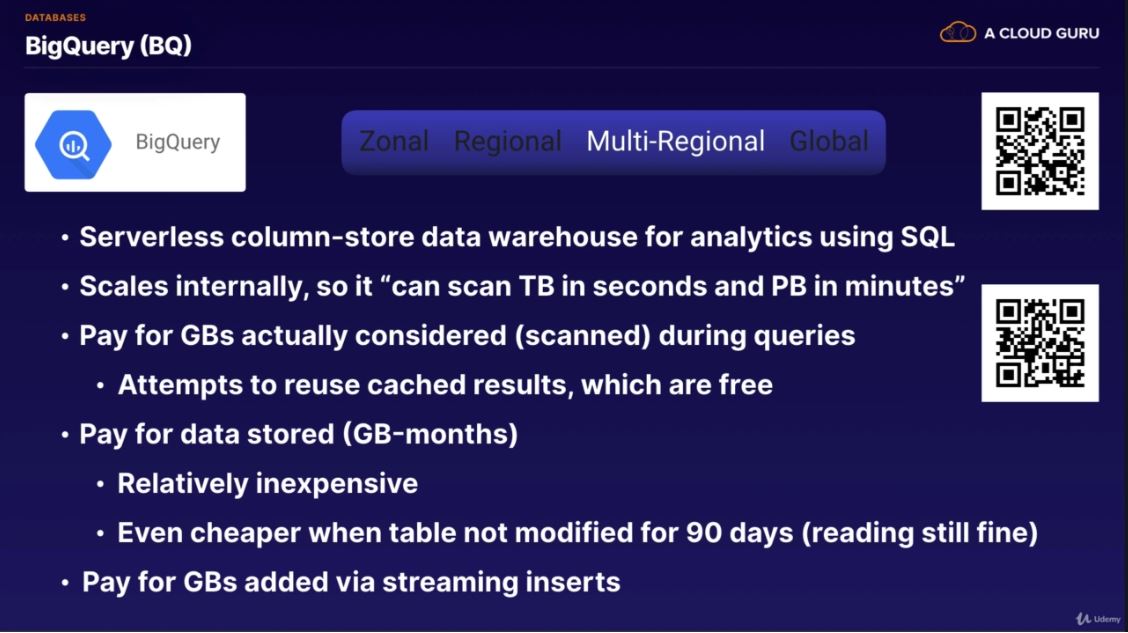 DATABASES
BigQuery (BQ)
A CLOUD GURU
BigQuery
Zonal Regional Multi-Regional Global
• Serverless column-store data warehouse for analytics using SQL
• Scales internally, so it “can scan TB in seconds and PB in minutes”
• Pay for GBs actually considered (scanned) during queries
• Attempts to reuse cached results, which are free
• Pay for data stored (GB-months)
• Relatively inexpensive
• Even cheaper when table not modified for 90 days (reading still fine)
• Pay for GBs added via streaming inserts
Udemy